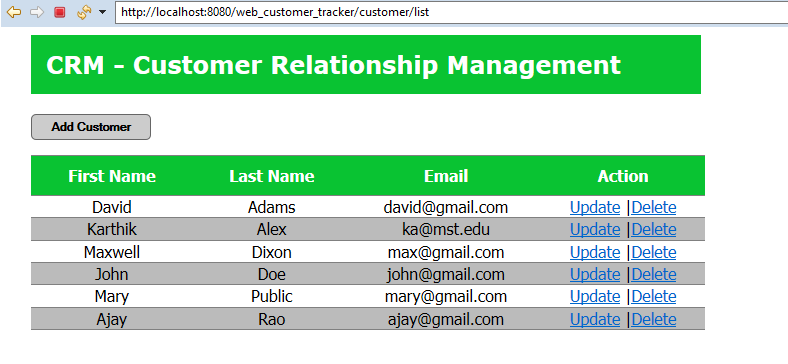 http://localhost:8080/web_customer_tracker/customer/list
CRM - Customer Relationship Management
Add Customer
First Name Last Name Email Action
David Adams david@gmail.com Update |Delete
Karthik Alex ka@mst.edu Update |Delete
Maxwell Dixon max@gmail.com Update |Delete
John Doe john@gmail.com Update |Delete
Mary Public mary@gmail.com Update |Delete
Ajay Rao ajay@gmail.com Update |Delete